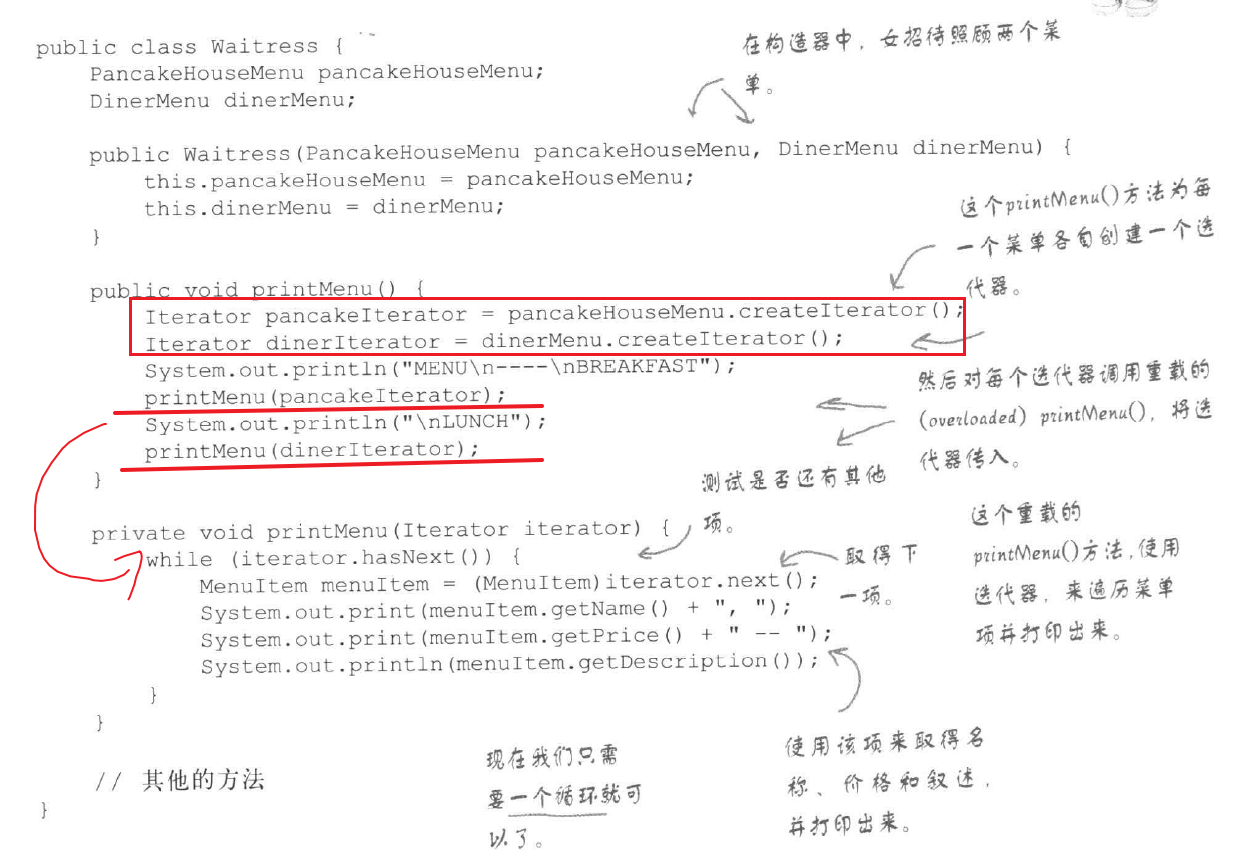 public class Waitress {
PancakeHouseMenu pancakeHouseMenu;
DinerMenu dinerMenu;
在构造器中，女招待照顾两个菜
单。
public Waitress(PancakeHouseMenu pancakeHouseMenu, DinerMenu dinerMenu) {
this.pancakeHouseMenu = pancakeHouseMenu;
this.dinerMenu = dinerMenu;
}
这个printMenu()方法为每
一个菜单各自创建一个迭
代器。
public void printMenu() {
Iterator pancakeIterator = pancakeHouseMenu.createIterator();
Iterator dinerIterator = dinerMenu.createIterator();
System.out.println("MENU\n----\nBREAKFAST");
printMenu(pancakeIterator);
System.out.println("\nLUNCH");
printMenu(dinerIterator);
}
然后对每个迭代器调用重载的
(overloaded) printMenu()，将迭
代器传入。
测试是否还有其他
项。
private void printMenu(Iterator iterator) {
while (iterator.hasNext()) {
MenuItem menuItem = (MenuItem)iterator.next();
System.out.print(menuItem.getName() + ", ");
System.out.print(menuItem.getPrice() + " -- ");
System.out.println(menuItem.getDescription());
}
}
取得下
一项。
这个重载的
printMenu()方法,使用
迭代器，来遍历菜单
项并打印出来。
// 其他的方法
}
现在我们只需
要一个循环就可
以了。
使用该项来取得名
称、价格和叙述，
并打印出来。